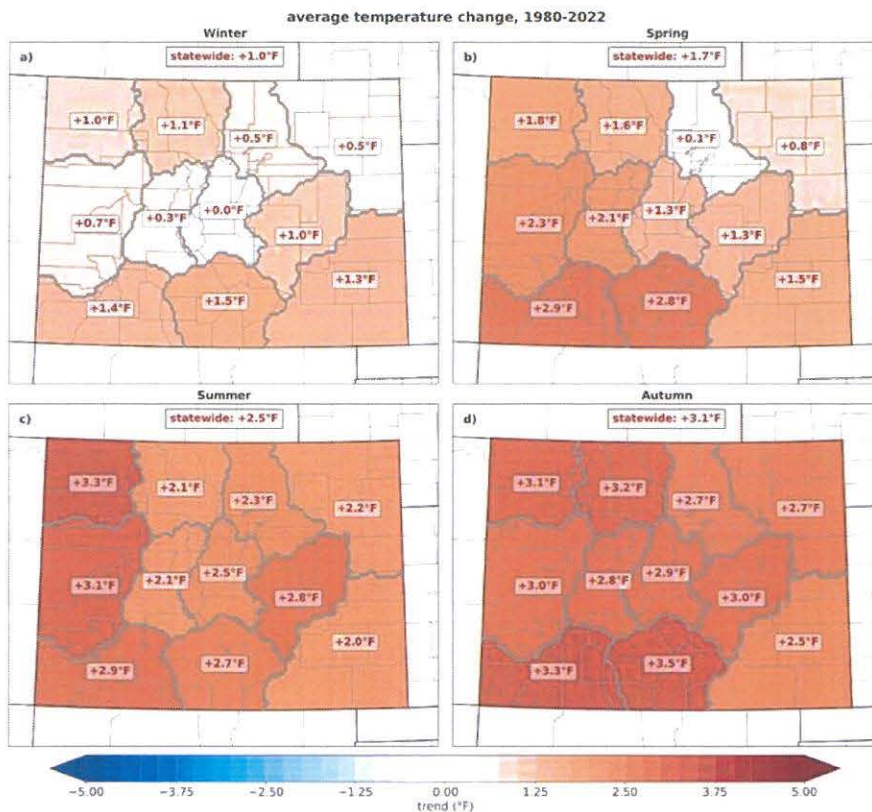 average temperature change, 1980-2022
Winter
a)
statewide: +1.0°F
+1.0°F
+1.1°F
+0.5°F
+0.5°F
+0.7°F
+0.3°F
+0.0°F
+1.0°F
+1.3°F
+1.4°F
+1.5°F
Spring
b)
statewide: +1.7°F
+1.8°F
+1.6°F
+0.1°F
+0.8°F
+2.3°F
+2.1°F
+1.3°F
+1.3°F
+1.5°F
+2.9°F
+2.8°F
Summer
c)
statewide: +2.5°F
+3.3°F
+2.1°F
+2.3°F
+2.2°F
+3.1°F
+2.1°F
+2.5°F
+2.8°F
+2.0°F
+2.9°F
+2.7°F
Autumn
d)
statewide: +3.1°F
+3.1°F
+3.2°F
+2.7°F
+2.7°F
+3.0°F
+2.8°F
+2.9°F
+3.0°F
+2.5°F
+3.3°F
+3.5°F
−5.00 −3.75 −2.50 −1.25 0.00 1.25 2.50 3.75 5.00
trend (°F)